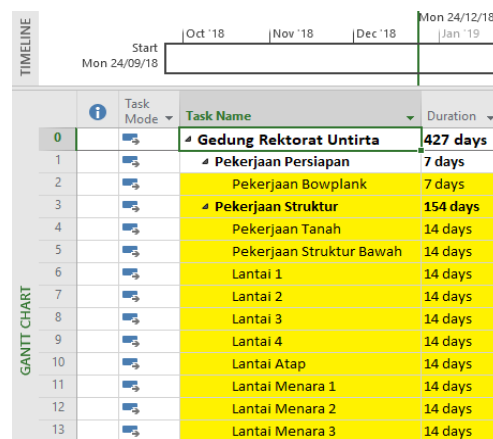 TIMELINE
Mon 24/12/18
Oct '18 Nov '18 Dec '18 Jan '19
Start
Mon 24/09/18
GANTT CHART
Task Mode Task Name Duration
0 Gedung Rektorat Untirta 427 days
1 Pekerjaan Persiapan 7 days
2 Pekerjaan Bowplank 7 days
3 Pekerjaan Struktur 154 days
4 Pekerjaan Tanah 14 days
5 Pekerjaan Struktur Bawah 14 days
6 Lantai 1 14 days
7 Lantai 2 14 days
8 Lantai 3 14 days
9 Lantai 4 14 days
10 Lantai Atap 14 days
11 Lantai Menara 1 14 days
12 Lantai Menara 2 14 days
13 Lantai Menara 3 14 days